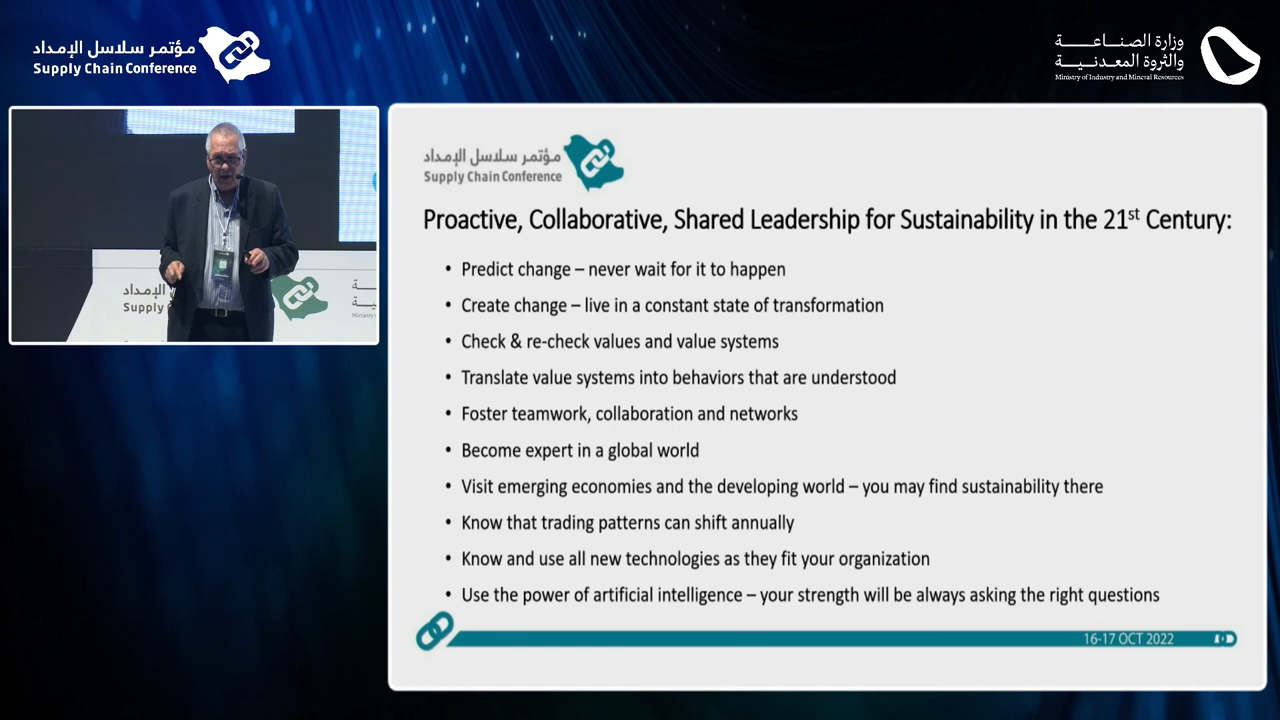 مؤتمر سلاسل الإمداد
Supply Chain Conference
وزارة الصناعة
والثروة المعدنية
Ministry of Industry and Mineral Resources
مؤتمر سلاسل الإمداد
Supply Chain Conference
Proactive, Collaborative, Shared Leadership for Sustainability in the 21st Century:
• Predict change – never wait for it to happen
• Create change – live in a constant state of transformation
• Check & re-check values and value systems
• Translate value systems into behaviors that are understood
• Foster teamwork, collaboration and networks
• Become expert in a global world
• Visit emerging economies and the developing world – you may find sustainability there
• Know that trading patterns can shift annually
• Know and use all new technologies as they fit your organization
• Use the power of artificial intelligence – your strength will be always asking the right questions
16-17 OCT 2022
الإمداد
Supply